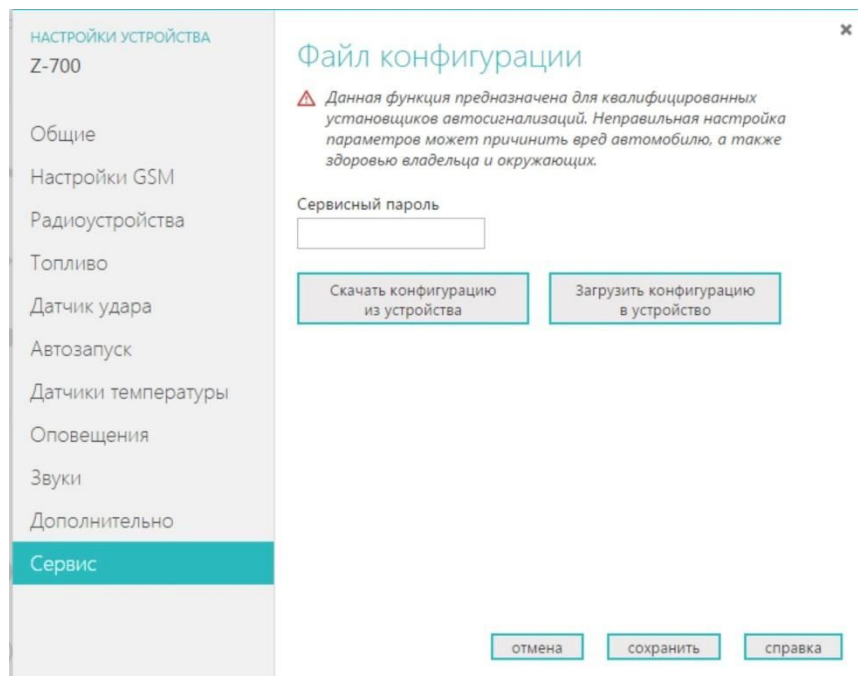 НАСТРОЙКИ УСТРОЙСТВА
Z-700
Общие
Настройки GSM
Радиоустройства
Топливо
Датчик удара
Автозапуск
Датчики температуры
Оповещения
Звуки
Дополнительно
Сервис
Файл конфигурации
Данная функция предназначена для квалифицированных
установщиков автосигнализаций. Неправильная настройка
параметров может причинить вред автомобилю, а также
здоровью владельца и окружающих.
Сервисный пароль
Скачать конфигурацию
из устройства
Загрузить конфигурацию
в устройство
отмена
сохранить
справка